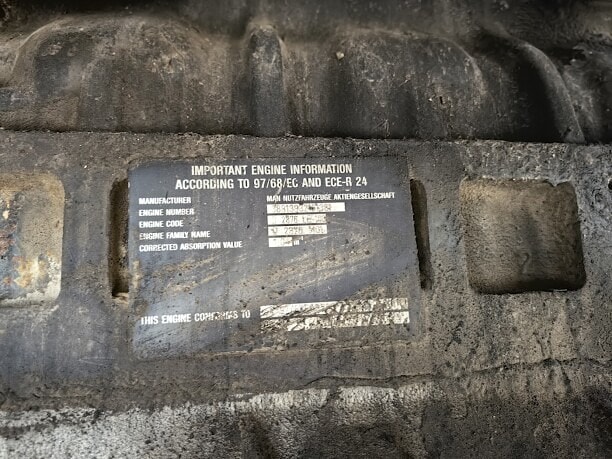 IMPORTANT ENGINE INFORMATION
ACCORDING TO 97/68/EC AND ECE-R 24
MANUFACTURER MAN NUTZFAHRZEUGE AKTIENGESELLSCHAFT
ENGINE NUMBER
ENGINE CODE 2876
ENGINE FAMILY NAME
CORRECTED ABSORPTION VALUE
THIS ENGINE CONFORMS TO